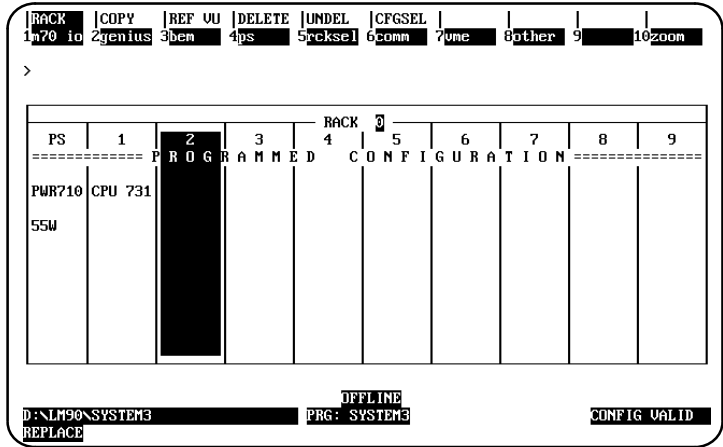 RACK COPY REF VU DELETE UNDEL CFGSEL
1m70 io 2genius 3bem 4ps 5rcksel 6comm 7vme 8other 9 10zoom
>
RACK 0
PS 1 2 3 4 5 6 7 8 9
============= P R O G R A M M E D C O N F I G U R A T I O N ==============
PWR710 CPU 731
55W
OFFLINE
D:\LM90\SYSTEM3 PRG: SYSTEM3 CONFIG VALID
REPLACE